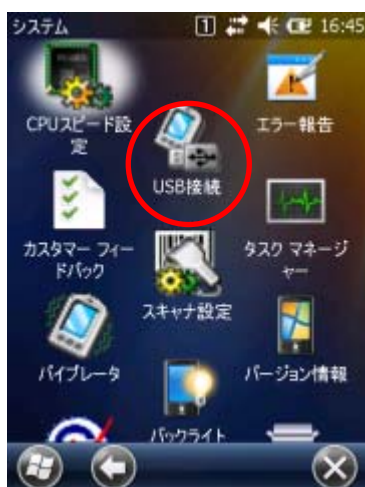 システム
1
16:45
CPUスピード設
定
USB接続
エラー報告
カスタマー フィー
ドバック
スキャナ設定
タスク マネージ
ャー
バイブレータ
バックライト
バージョン情報